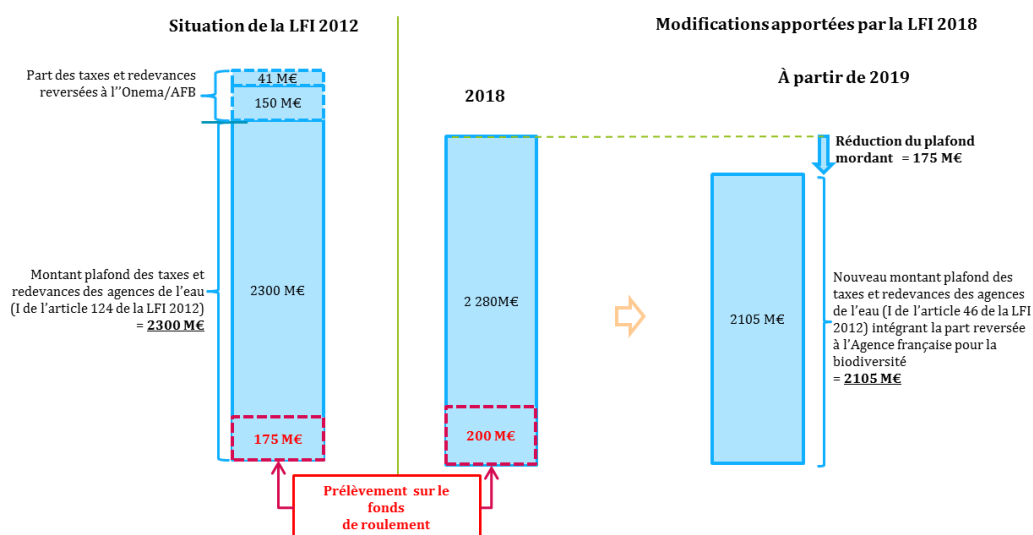 Situation de la LFI 2012
Modifications apportées par la LFI 2018
Part des taxes et redevances
reversées à l''Onema/AFB
41 M€
150 M€
2018
À partir de 2019
Réduction du plafond
mordant = 175 M€
Montant plafond des taxes et
redevances des agences de l'eau
(I de l'article 124 de la LFI 2012)
= 2300 M€
2300 M€
2 280M€
2105 M€
Nouveau montant plafond des
taxes et redevances des agences
de l'eau (I de l'article 46 de la LFI
2012) intégrant la part reversée
à l'Agence française pour la
biodiversité
= 2105 M€
175 M€
200 M€
Prélèvement sur le
fonds
de roulement